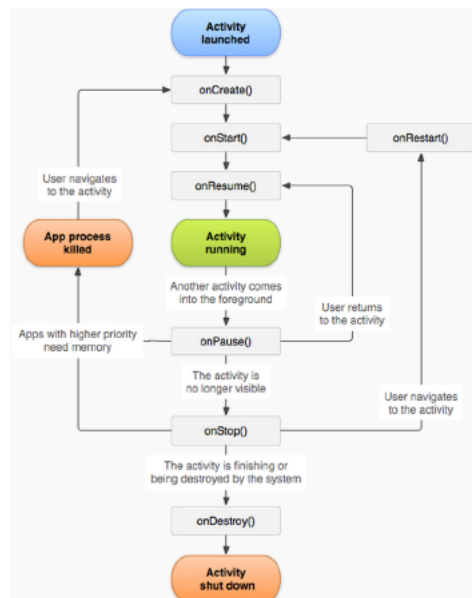 Activity
launched
onCreate()
onStart()
onRestart()
User navigates
to the activity
onResume()
App process
killed
Activity
running
Another activity comes
into the foreground
User returns
to the activity
Apps with higher priority
need memory
onPause()
The activity is
no longer visible
User navigates
to the activity
onStop()
The activity is finishing or
being destroyed by the system
onDestroy()
Activity
shut down